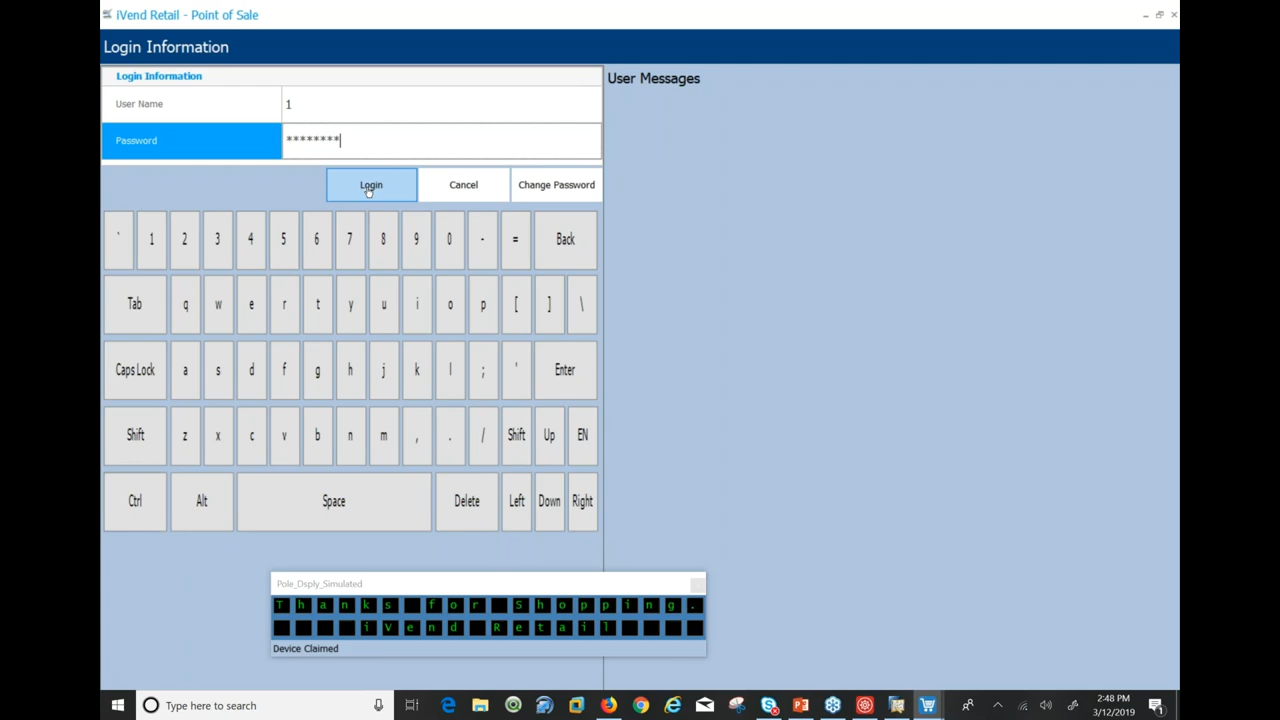 iVend Retail - Point of Sale
Login Information
Login Information
User Messages
User Name 1
Password ********
Login Cancel Change Password
` 1 2 3 4 5 6 7 8 9 0 - = Back
Tab q w e r t y u i o p [ ] \
Caps Lock a s d f g h j k l ; ' Enter
Shift z x c v b n m , . / Shift Up EN
Ctrl Alt Space Delete Left Down Right
Pole_Dsply_Simulated
Thanks for Shopping.
iVend Retail
Device Claimed
Type here to search
2:48 PM
3/12/2019